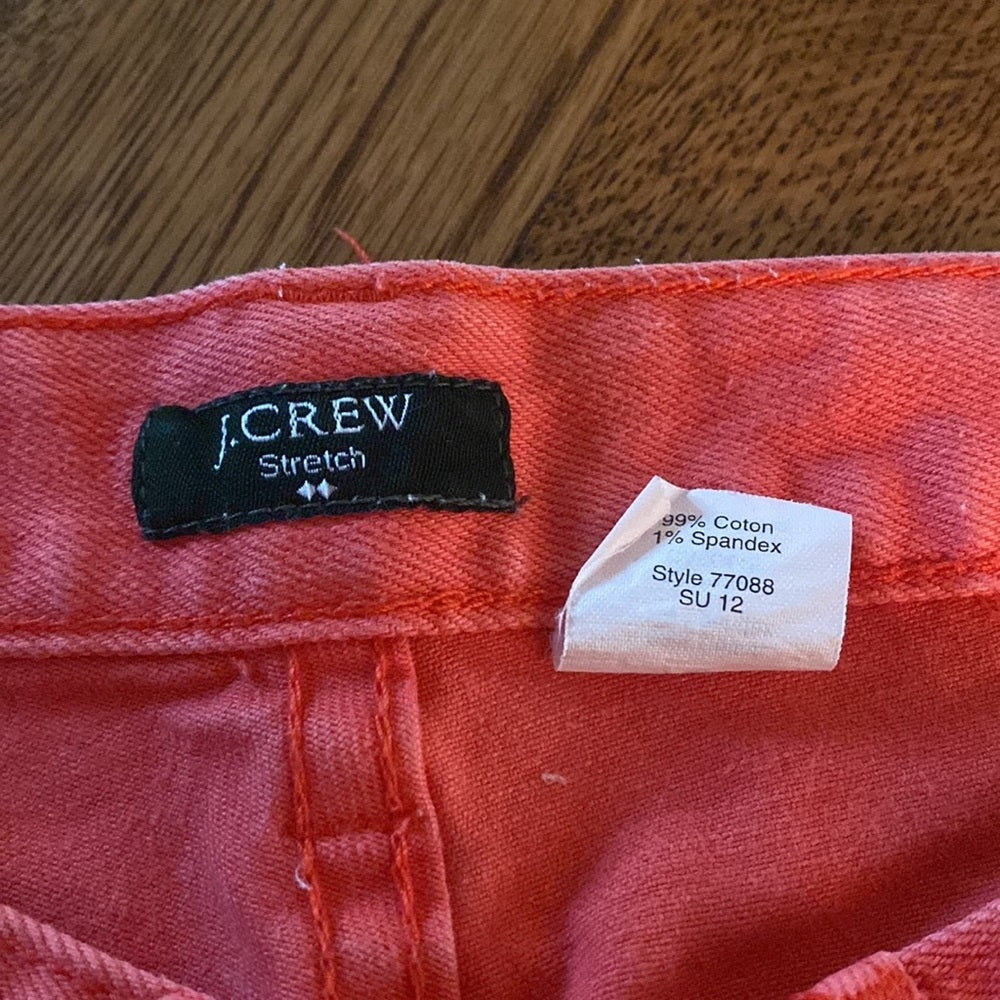 J.CREW
Stretch
99% Coton
1% Spandex
Style 77088
SU 12